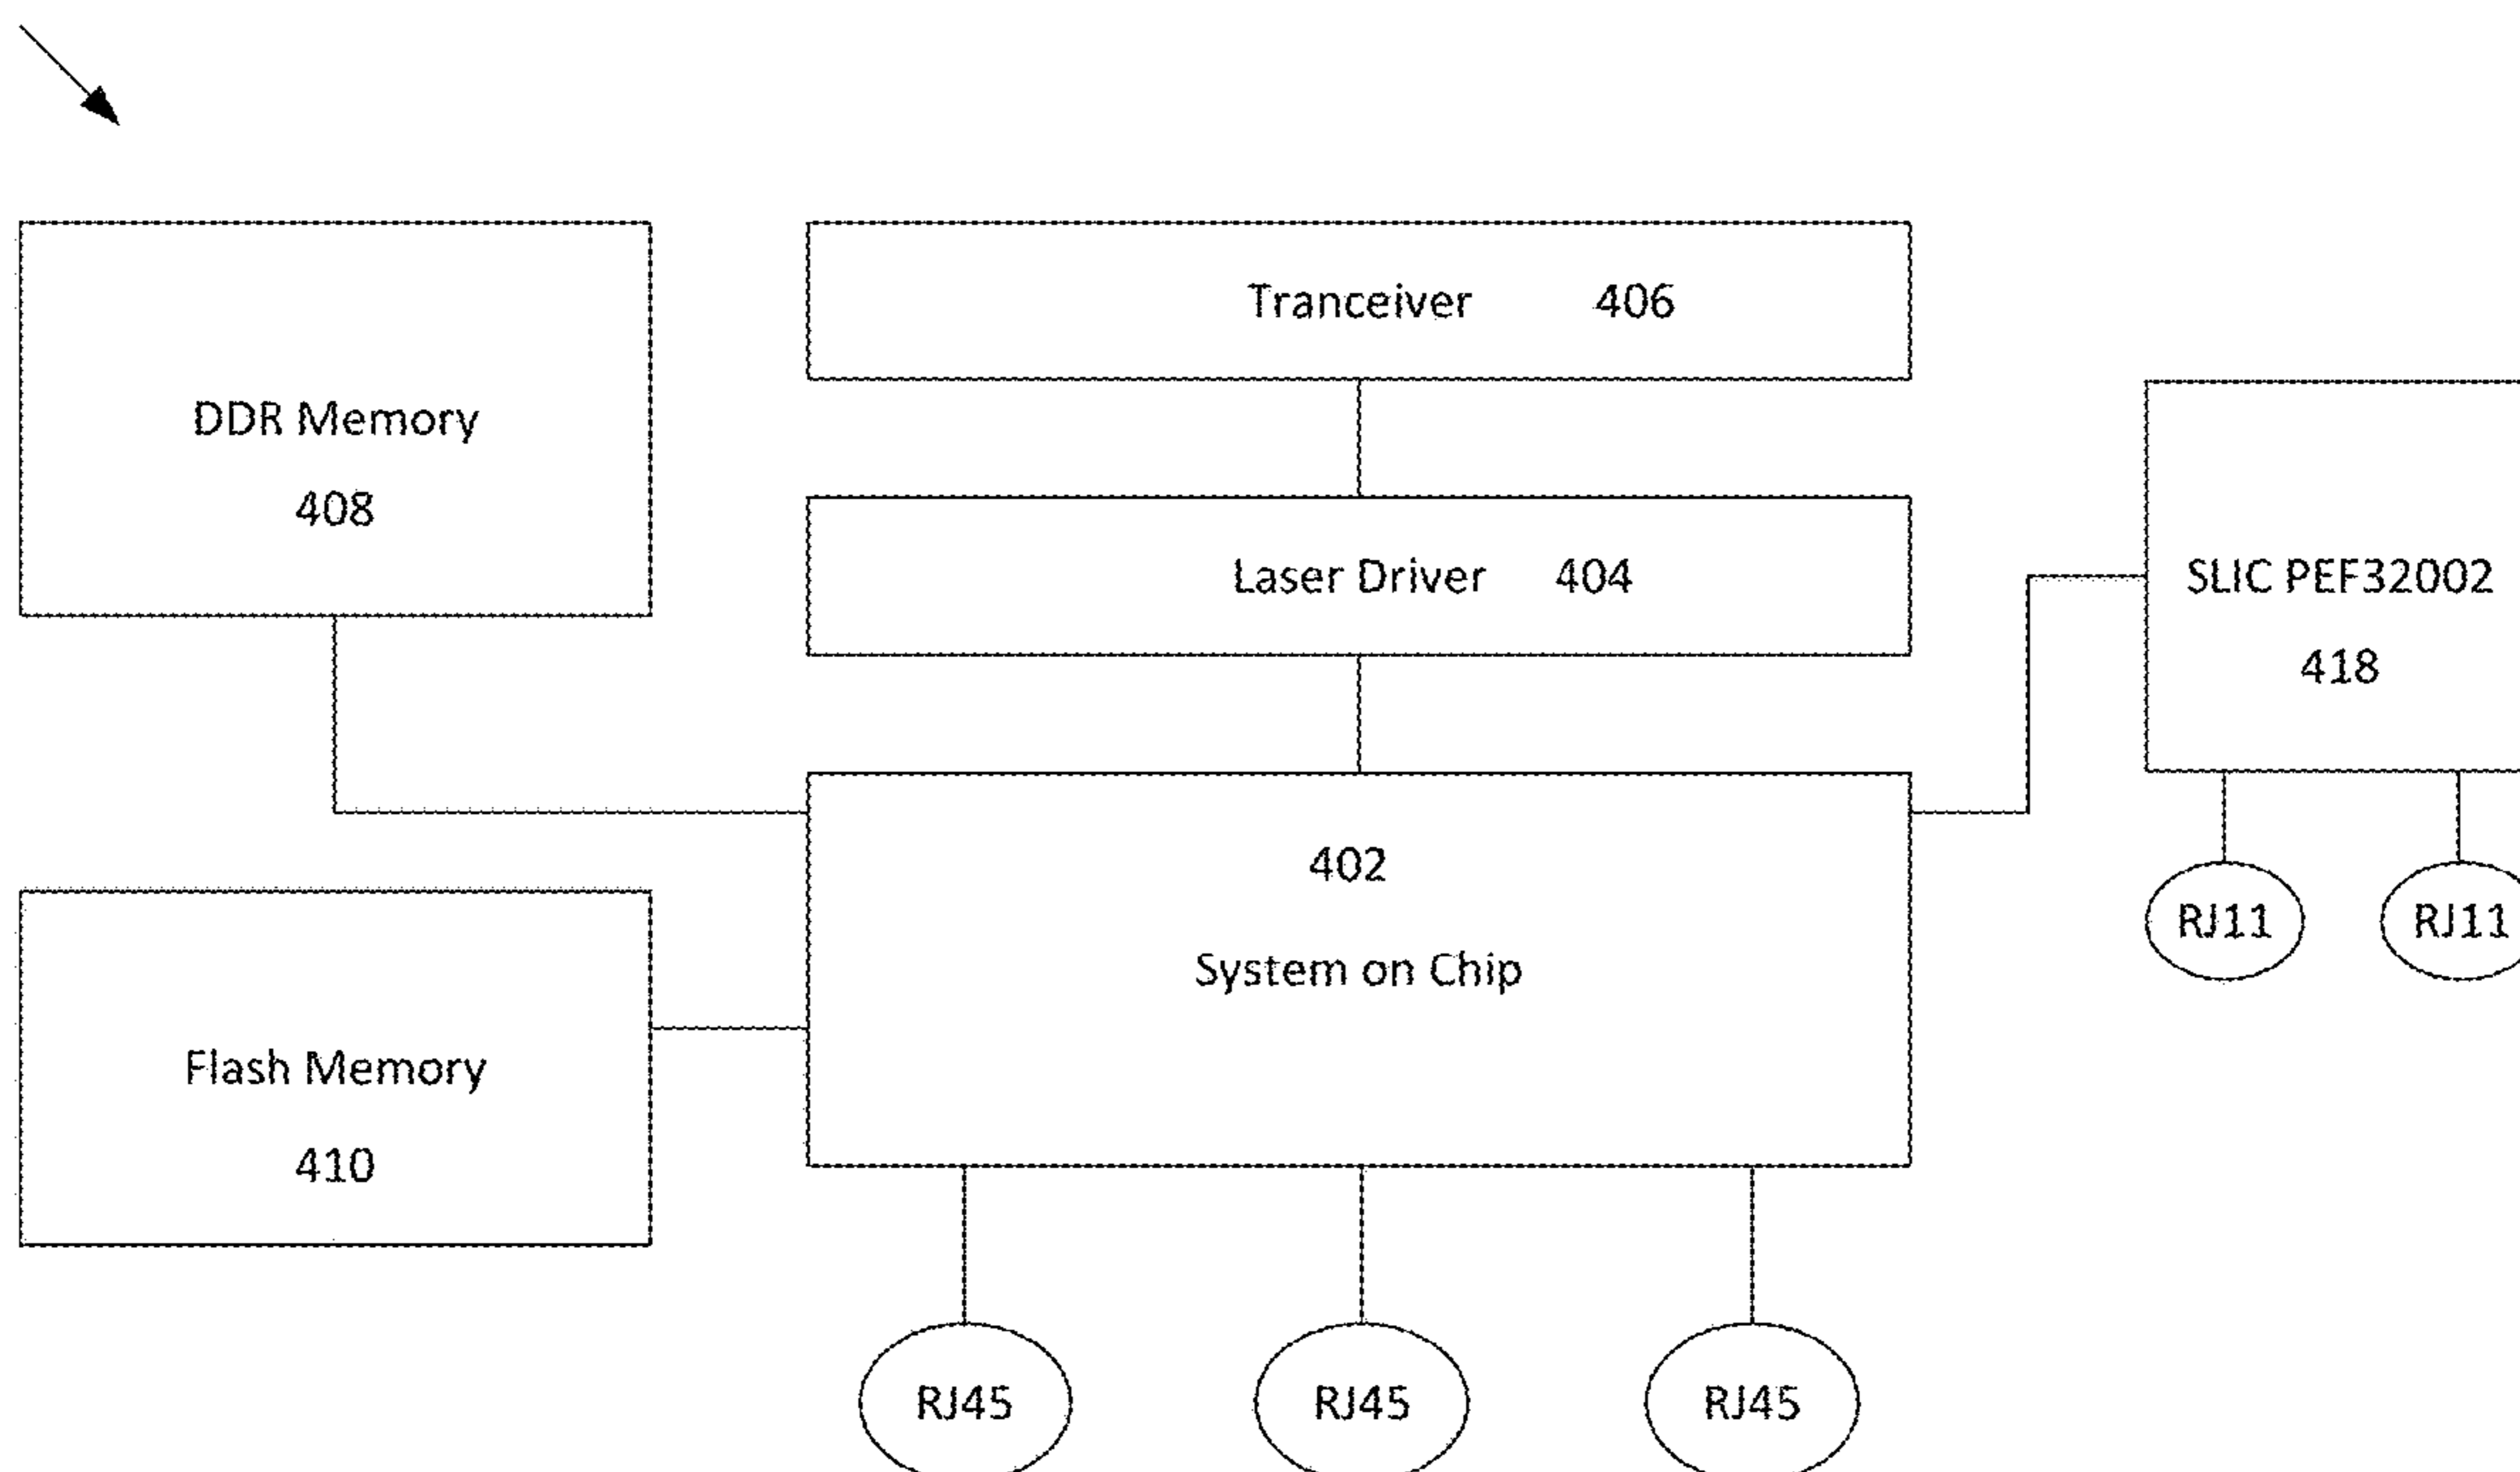 Tranceiver 406
DDR Memory
408
Laser Driver 404
SLIC PEF32002
418
402
System on Chip
RJ11
RJ11
Flash Memory
410
RJ45
RJ45
RJ45